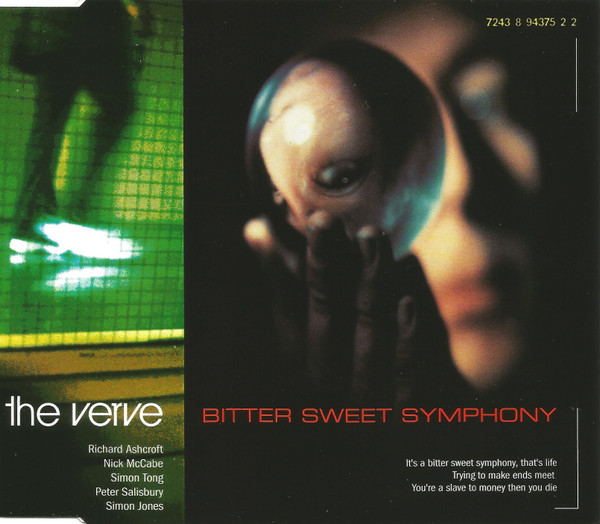 7243 8 94375 2 2
the verve
BITTER SWEET SYMPHONY
Richard Ashcroft
Nick McCabe
Simon Tong
Peter Salisbury
Simon Jones
It's a bitter sweet symphony, that's life
Trying to make ends meet
You're a slave to money then you die